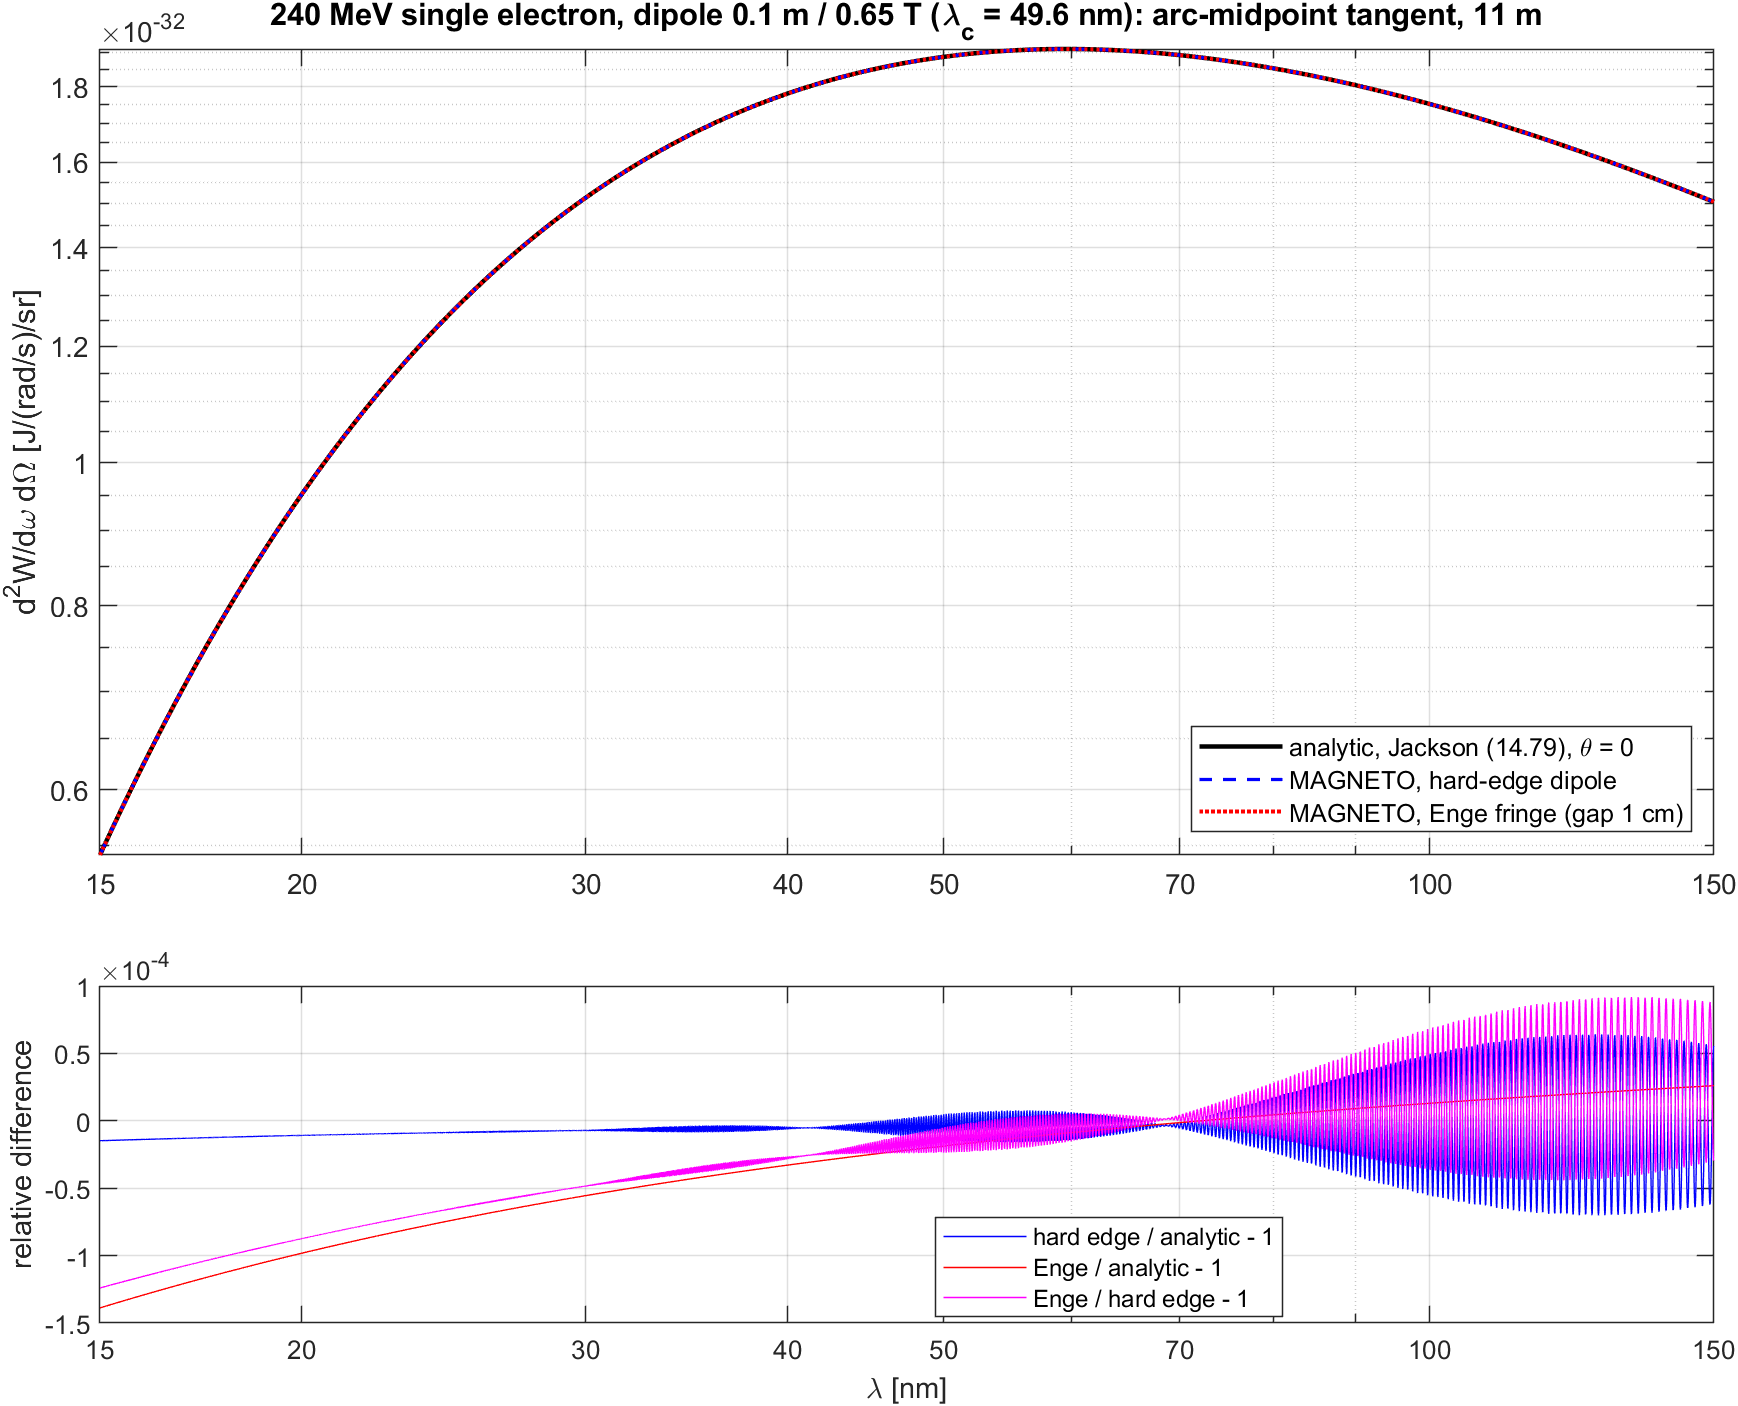 240 MeV single electron, dipole 0.1 m / 0.65 T (λc = 49.6 nm): arc-midpoint tangent, 11 m
×10-32
1.8
1.6
1.4
1.2
1
0.8
0.6
d2W/dω dΩ [J/(rad/s)/sr]
analytic, Jackson (14.79), θ = 0
MAGNETO, hard-edge dipole
MAGNETO, Enge fringe (gap 1 cm)
15 20 30 40 50 70 100 150
×10-4
1
0.5
0
-0.5
-1
-1.5
relative difference
hard edge / analytic - 1
Enge / analytic - 1
Enge / hard edge - 1
15 20 30 40 50 70 100 150
λ [nm]